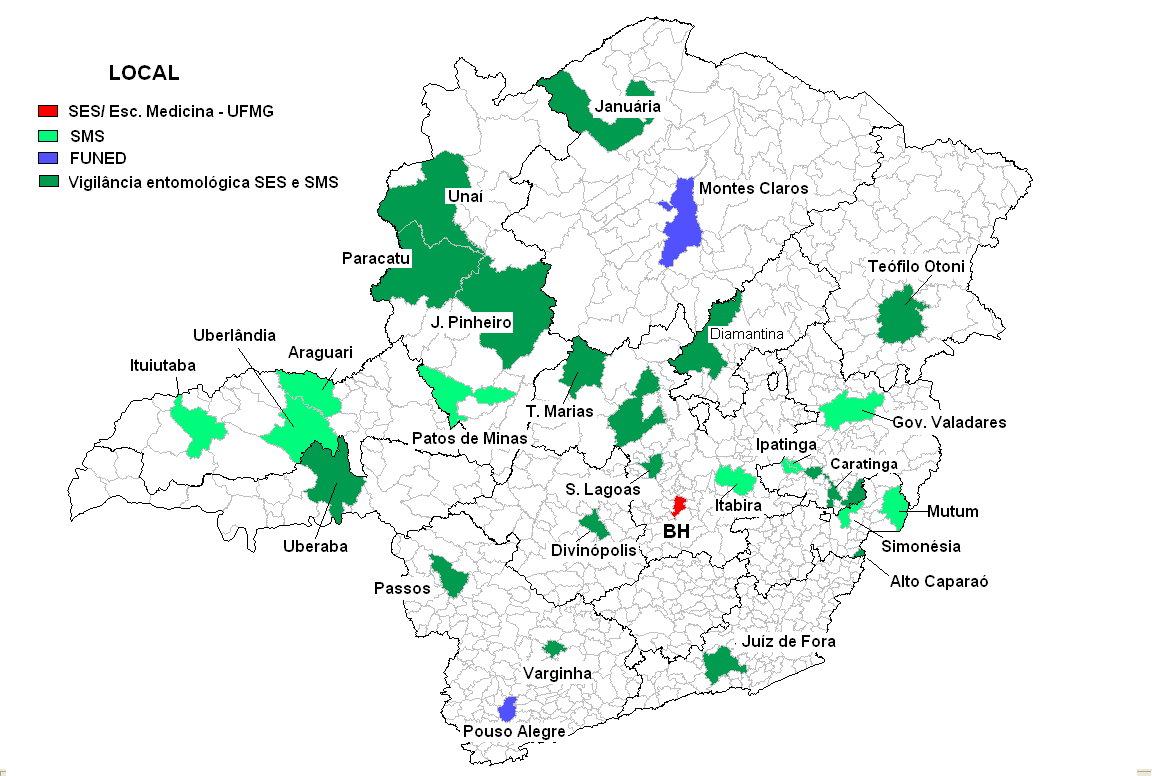 LOCAL
SES/ Esc. Medicina - UFMG
SMS
FUNED
Vigilância entomológica SES e SMS
Januária
Montes Claros
Unaí
Paracatu
Teófilo Otoni
J. Pinheiro
Diamantina
Uberlândia
Araguari
Ituiutaba
T. Marias
Patos de Minas
Gov. Valadares
Ipatinga
Caratinga
S. Lagoas
Itabira
Mutum
BH
Uberaba
Divinópolis
Simonésia
Alto Caparaó
Passos
Juíz de Fora
Varginha
Pouso Alegre